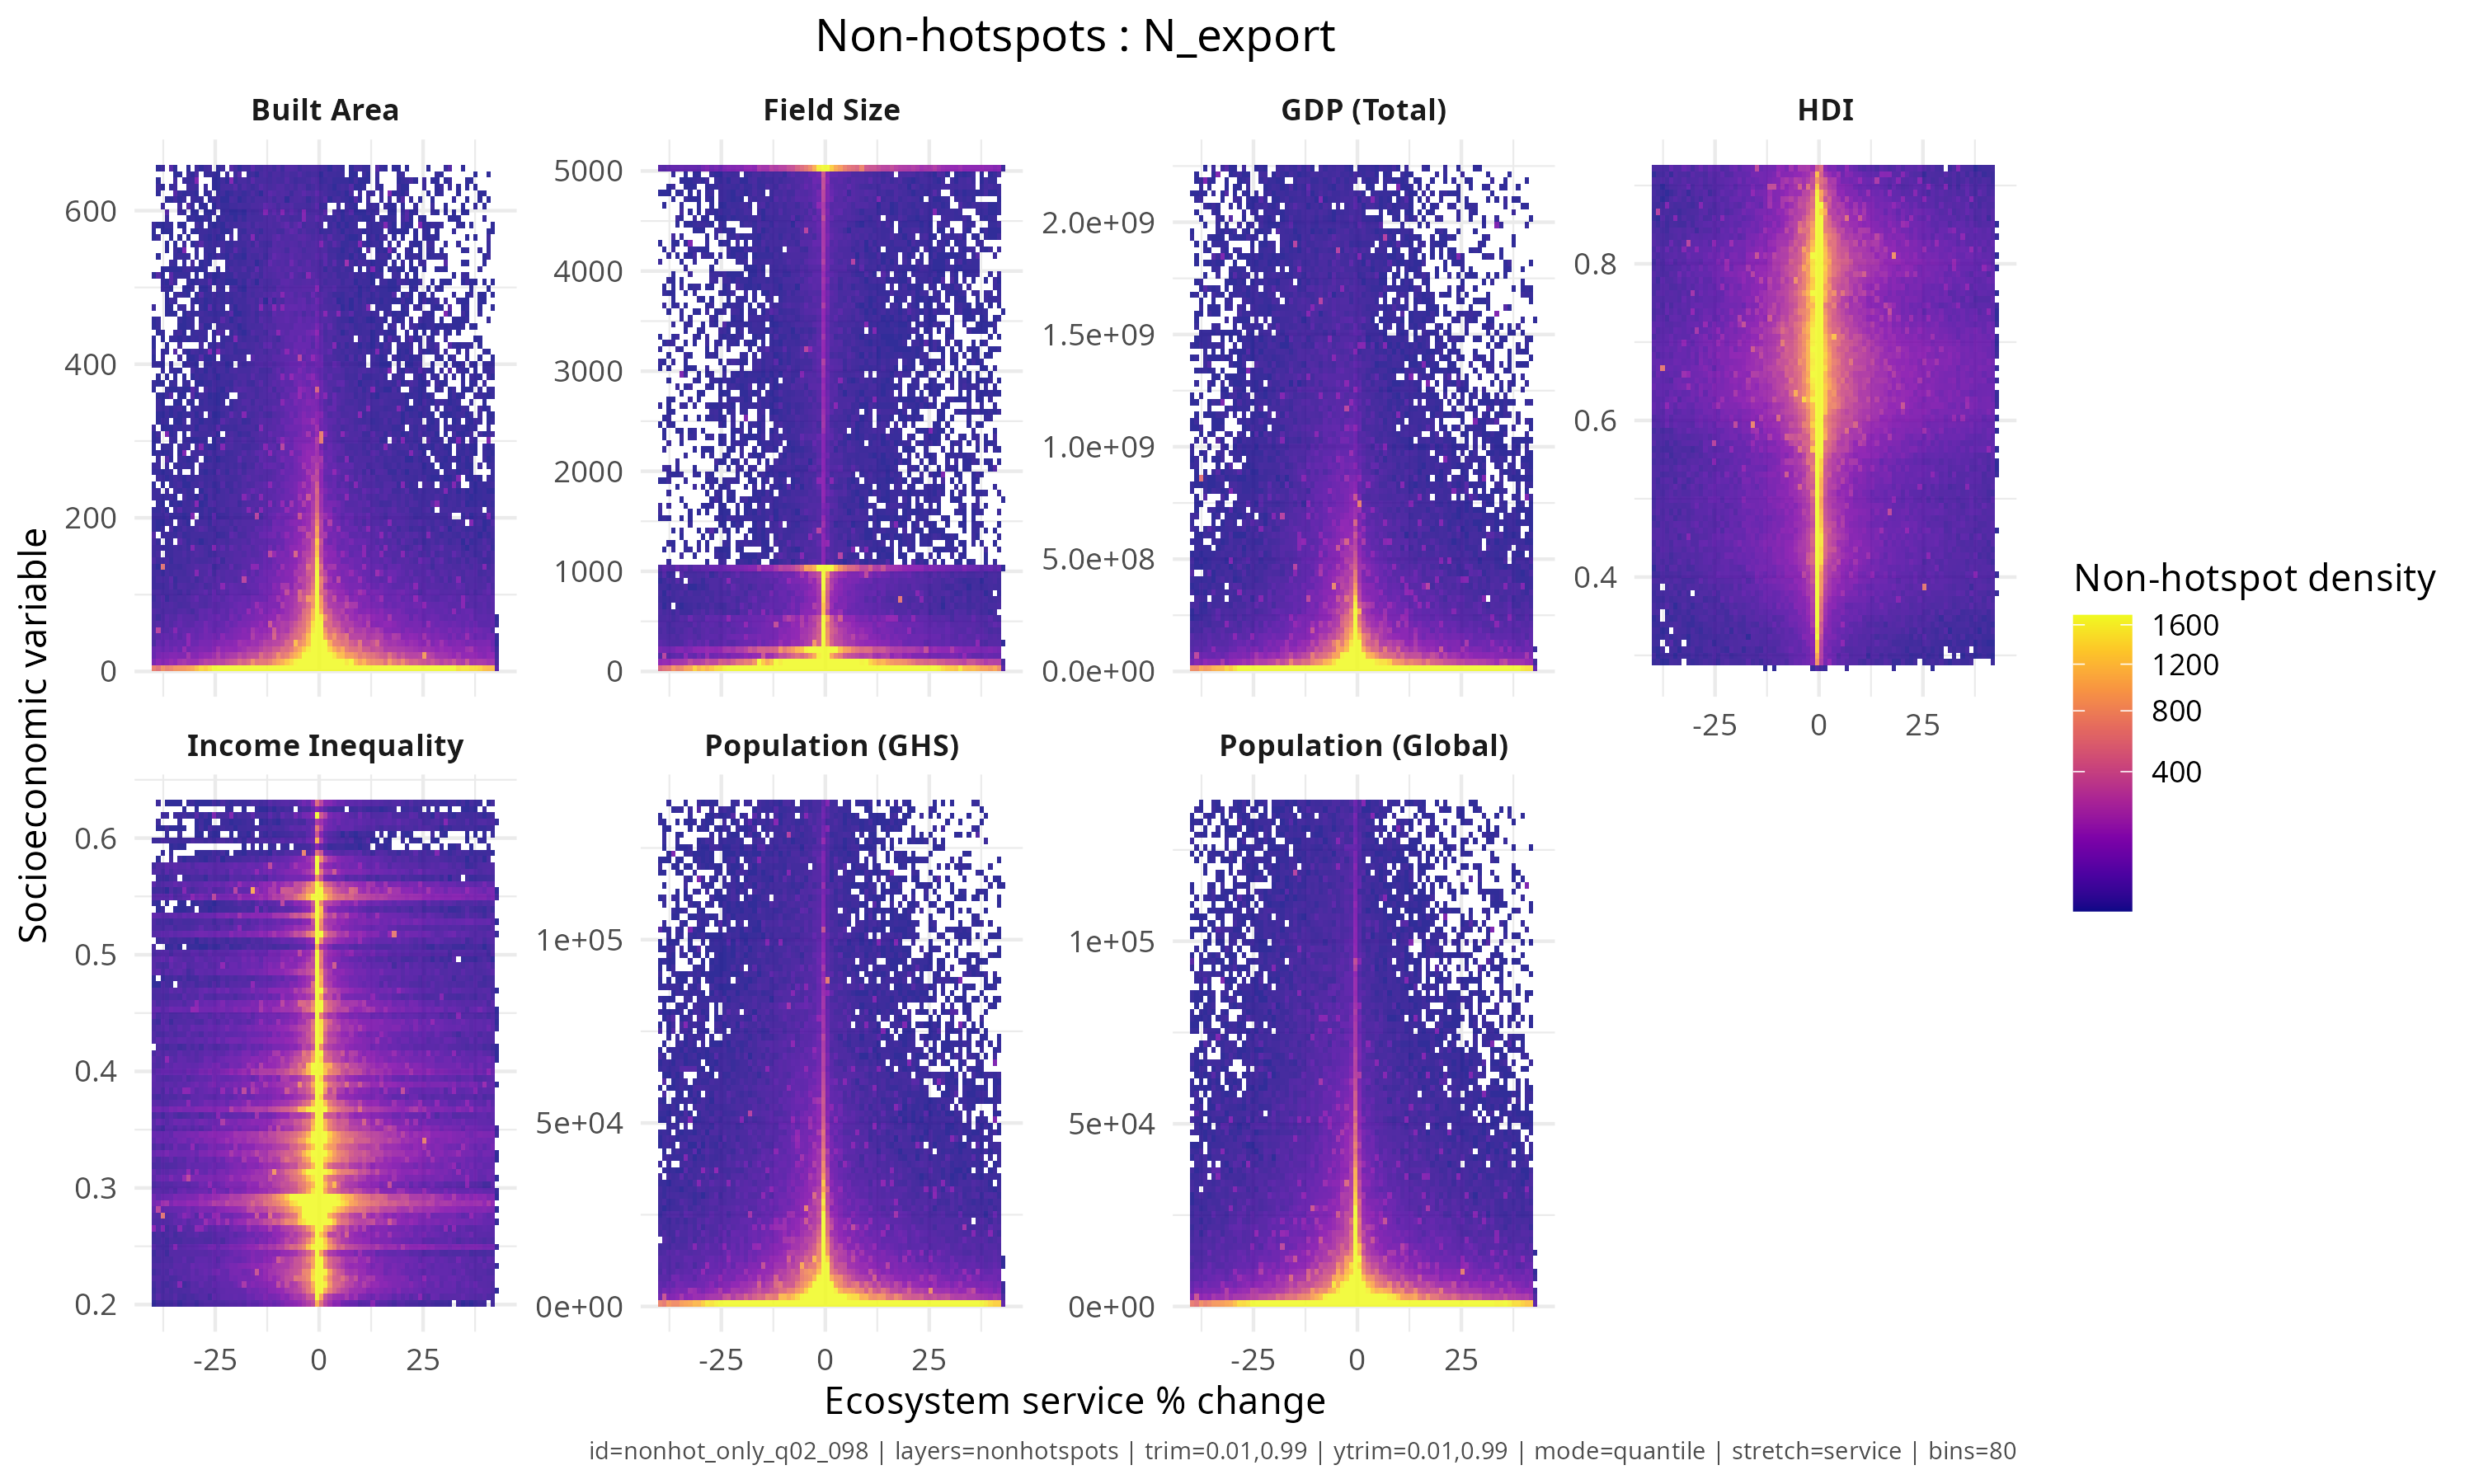 Non-hotspots : N_export
Built Area
Field Size
GDP (Total)
HDI
600
400
200
0
5000
4000
3000
2000
1000
0
2.0e+09
1.5e+09
1.0e+09
5.0e+08
0.0e+00
0.8
0.6
0.4
-25 0 25
Socioeconomic variable
Non-hotspot density
1600
1200
800
400
Income Inequality
Population (GHS)
Population (Global)
0.6
0.5
0.4
0.3
0.2
1e+05
5e+04
0e+00
1e+05
5e+04
0e+00
-25 0 25
-25 0 25
-25 0 25
Ecosystem service % change
id=nonhot_only_q02_098 | layers=nonhotspots | trim=0.01,0.99 | ytrim=0.01,0.99 | mode=quantile | stretch=service | bins=80